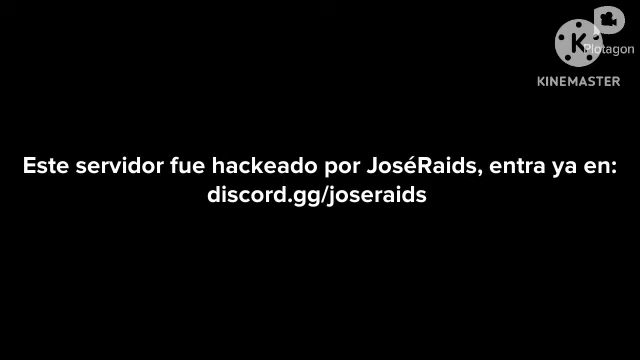 Plotagon
KINEMASTER
Este servidor fue hackeado por JoséRaids, entra ya en:
discord.gg/joseraids